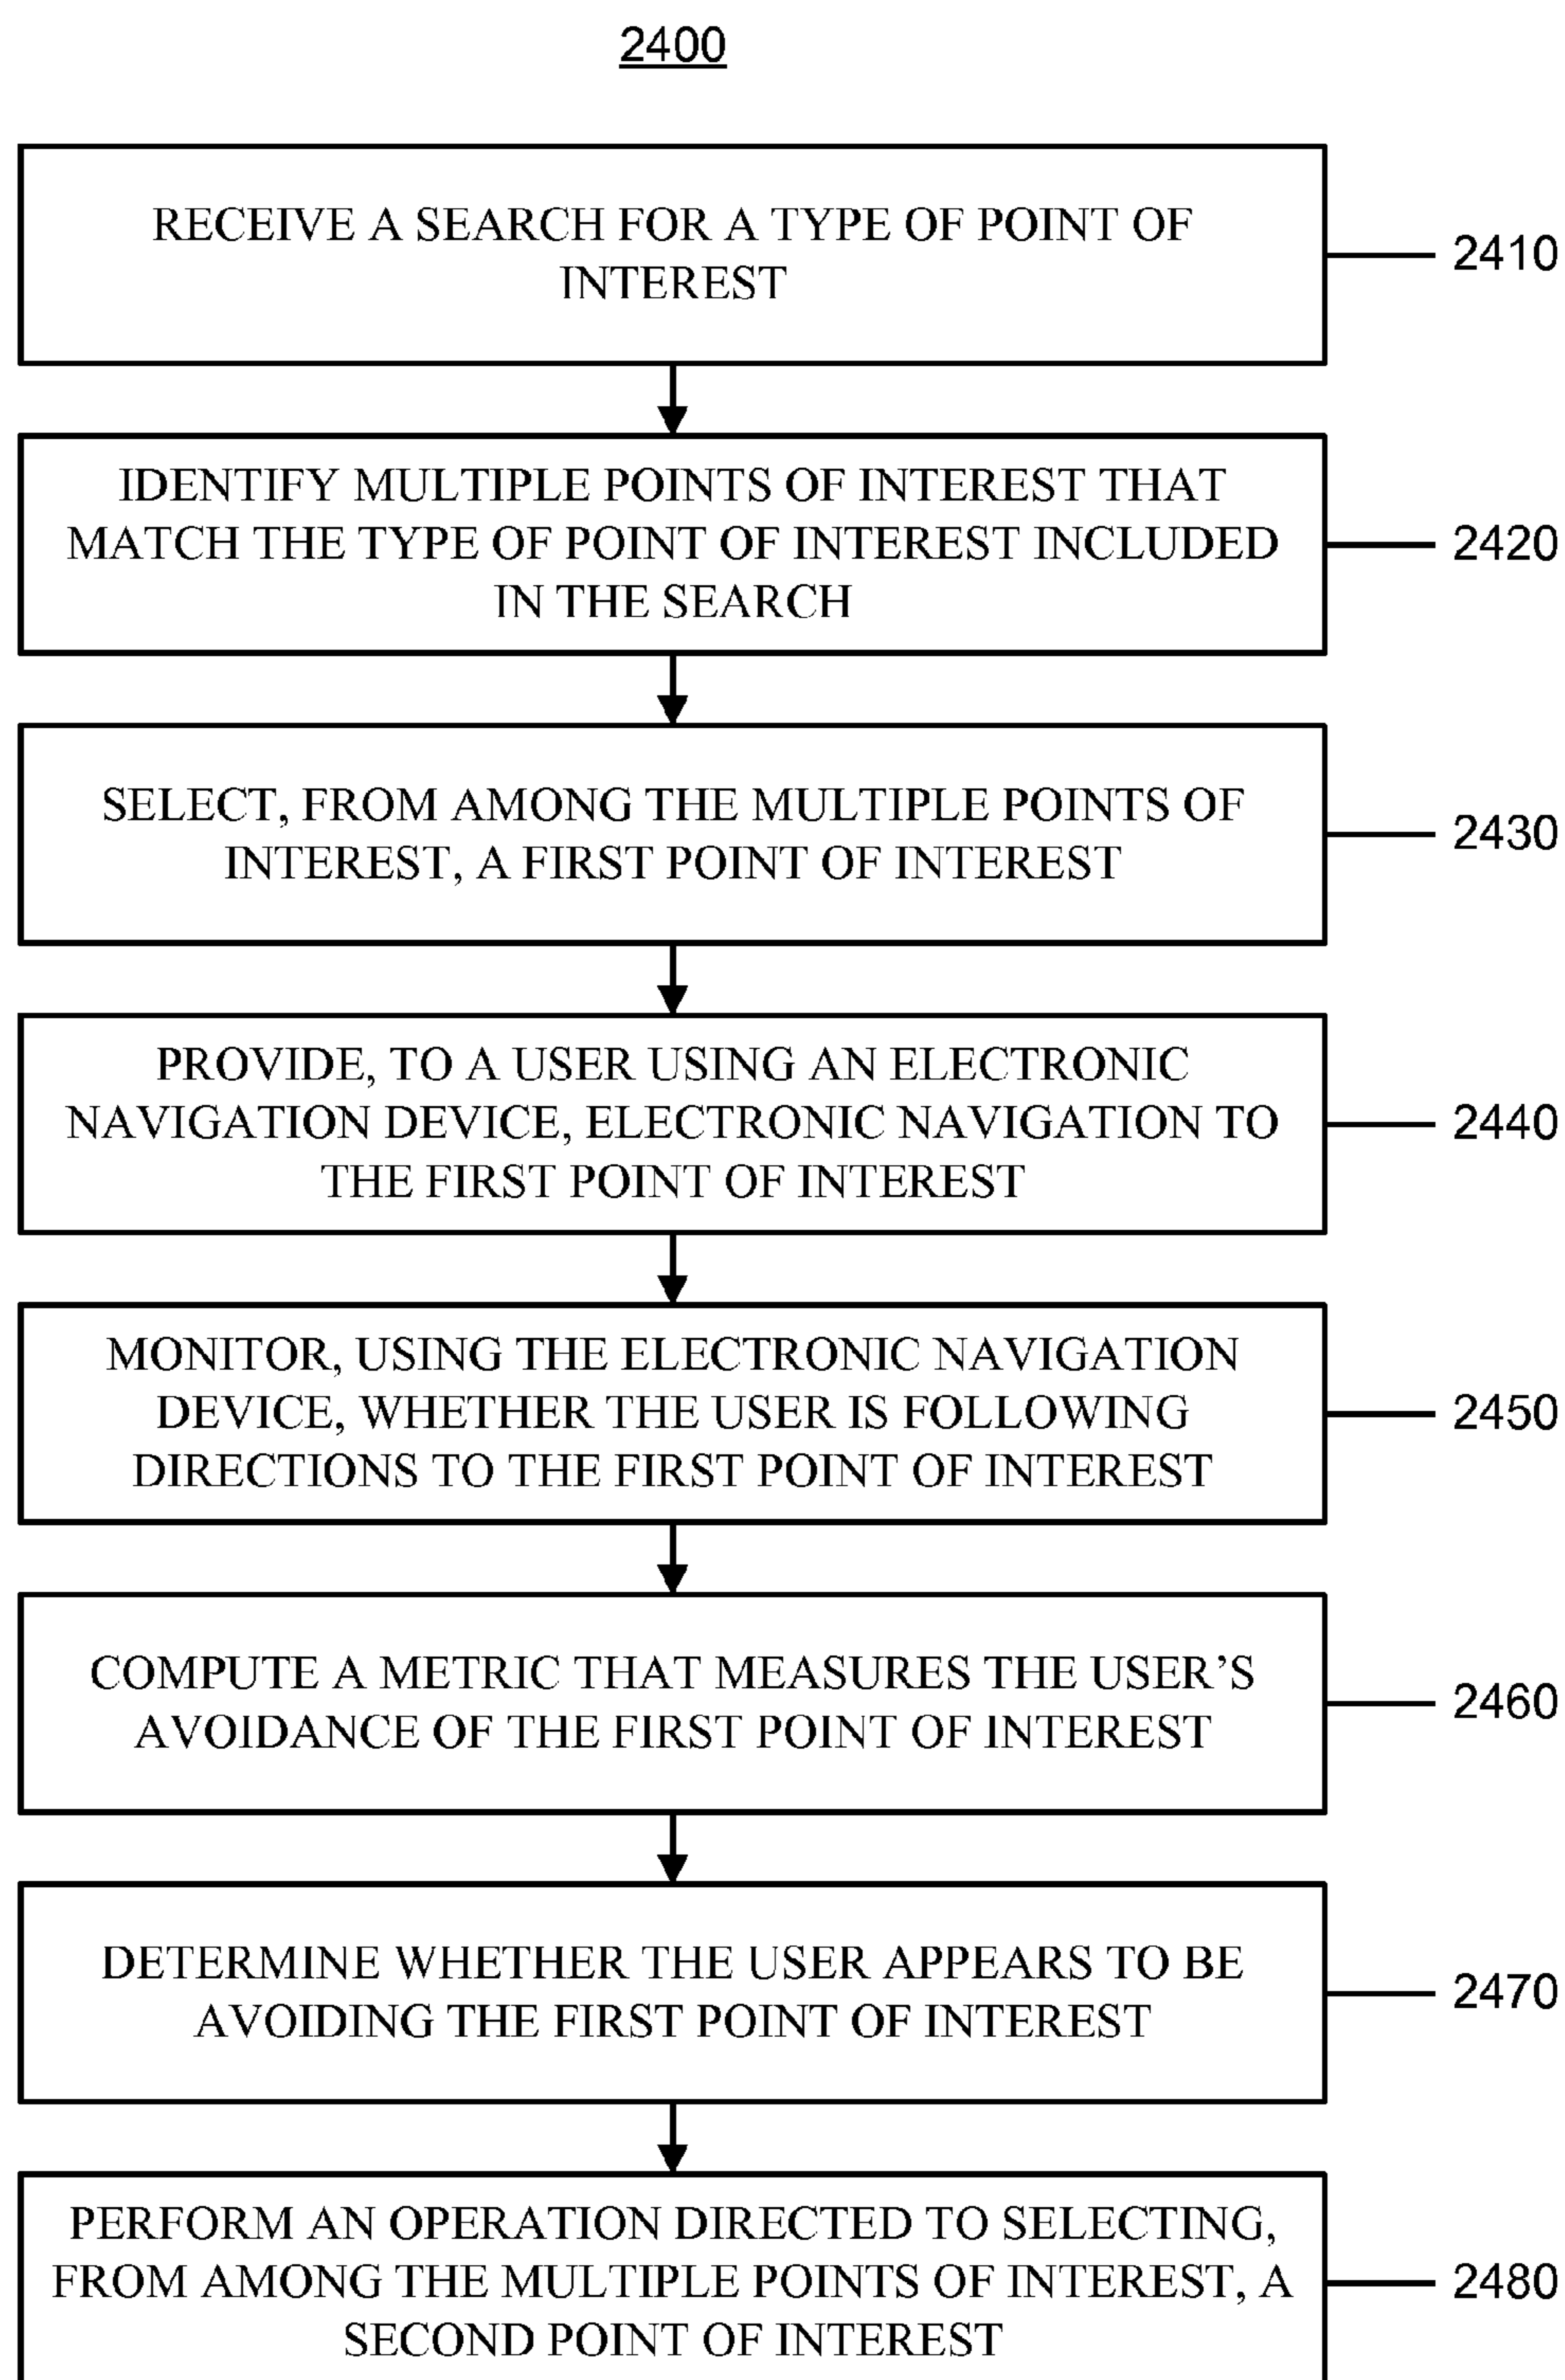 2400
RECEIVE A SEARCH FOR A TYPE OF POINT OF
INTEREST
2410
IDENTIFY MULTIPLE POINTS OF INTEREST THAT
MATCH THE TYPE OF POINT OF INTEREST INCLUDED
IN THE SEARCH
2420
SELECT, FROM AMONG THE MULTIPLE POINTS OF
INTEREST, A FIRST POINT OF INTEREST
2430
PROVIDE, TO A USER USING AN ELECTRONIC
NAVIGATION DEVICE, ELECTRONIC NAVIGATION TO
THE FIRST POINT OF INTEREST
2440
MONITOR, USING THE ELECTRONIC NAVIGATION
DEVICE, WHETHER THE USER IS FOLLOWING
DIRECTIONS TO THE FIRST POINT OF INTEREST
2450
COMPUTE A METRIC THAT MEASURES THE USER’S
AVOIDANCE OF THE FIRST POINT OF INTEREST
2460
DETERMINE WHETHER THE USER APPEARS TO BE
AVOIDING THE FIRST POINT OF INTEREST
2470
PERFORM AN OPERATION DIRECTED TO SELECTING,
FROM AMONG THE MULTIPLE POINTS OF INTEREST, A
SECOND POINT OF INTEREST
2480